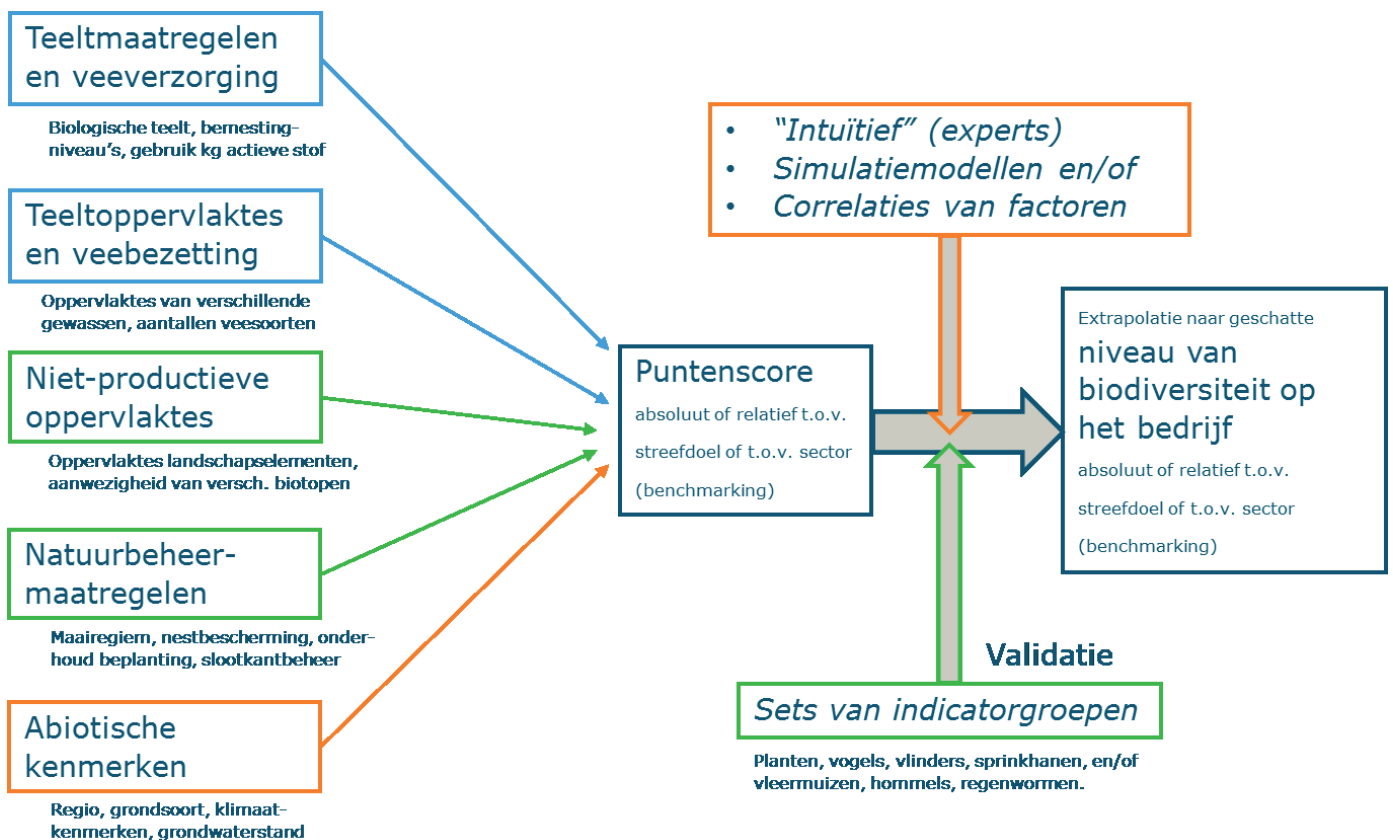 Teeltmaatregelen
en veeverzorging
Biologische teelt, bemesting-
niveau's, gebruik kg actieve stof
Teeltoppervlaktes
en veebezetting
Oppervlaktes van verschillende
gewassen, aantallen veesoorten
Niet-productieve
oppervlaktes
Oppervlaktes landschapselementen,
aanwezigheid van versch. biotopen
Natuurbeheer-
maatregelen
Maairegiem, nestbescherming, onder-
houd beplanting, slootkantbeheer
Abiotische
kenmerken
Regio, grondsoort, klimaat-
kenmerken, grondwaterstand
Puntenscore
absoluut of relatief t.o.v.
streefdoel of t.o.v. sector
(benchmarking)
• "Intuïtief" (experts)
• Simulatiemodellen en/of
• Correlaties van factoren
Extrapolatie naar geschatte
niveau van
biodiversiteit op
het bedrijf
absoluut of relatief t.o.v.
streefdoel of t.o.v. sector
(benchmarking)
Validatie
Sets van indicatorgroepen
Planten, vogels, vlinders, sprinkhanen, en/of
vleermuizen, hommels, regenwormen.